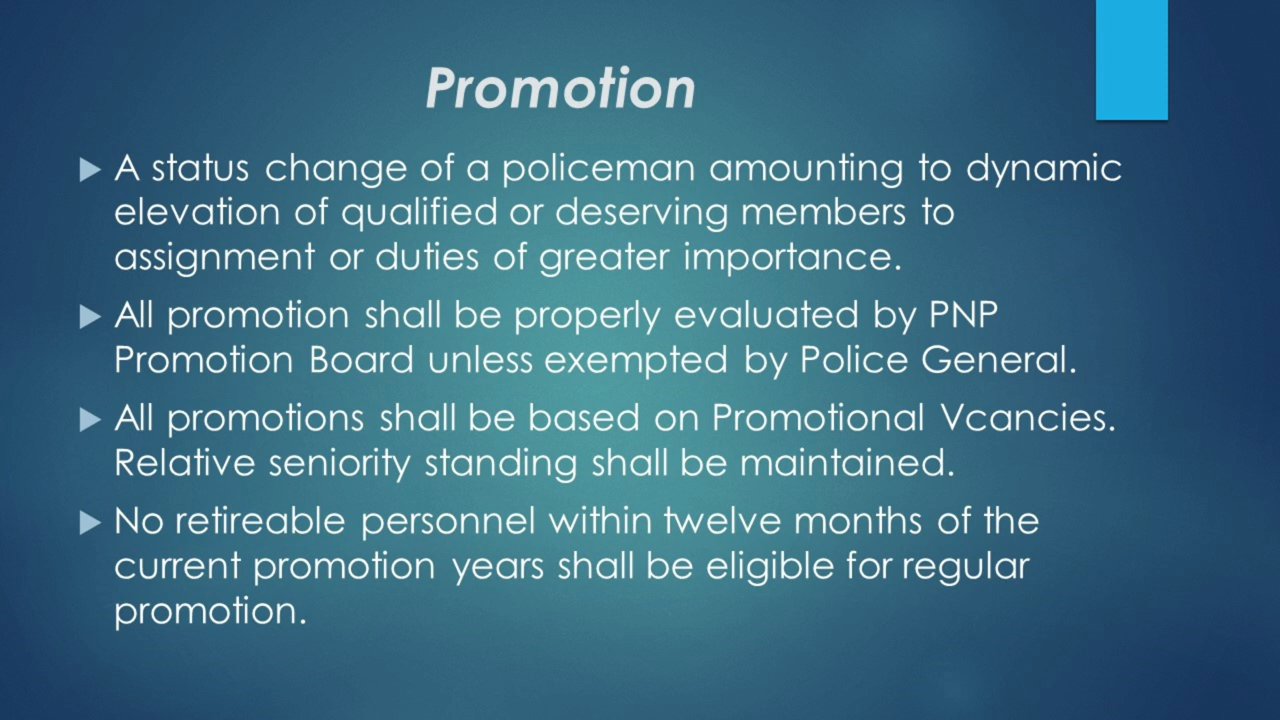 Promotion
A status change of a policeman amounting to dynamic
elevation of qualified or deserving members to
assignment or duties of greater importance.
All promotion shall be properly evaluated by PNP
Promotion Board unless exempted by Police General.
All promotions shall be based on Promotional Vcancies.
Relative seniority standing shall be maintained.
No retireable personnel within twelve months of the
current promotion years shall be eligible for regular
promotion.